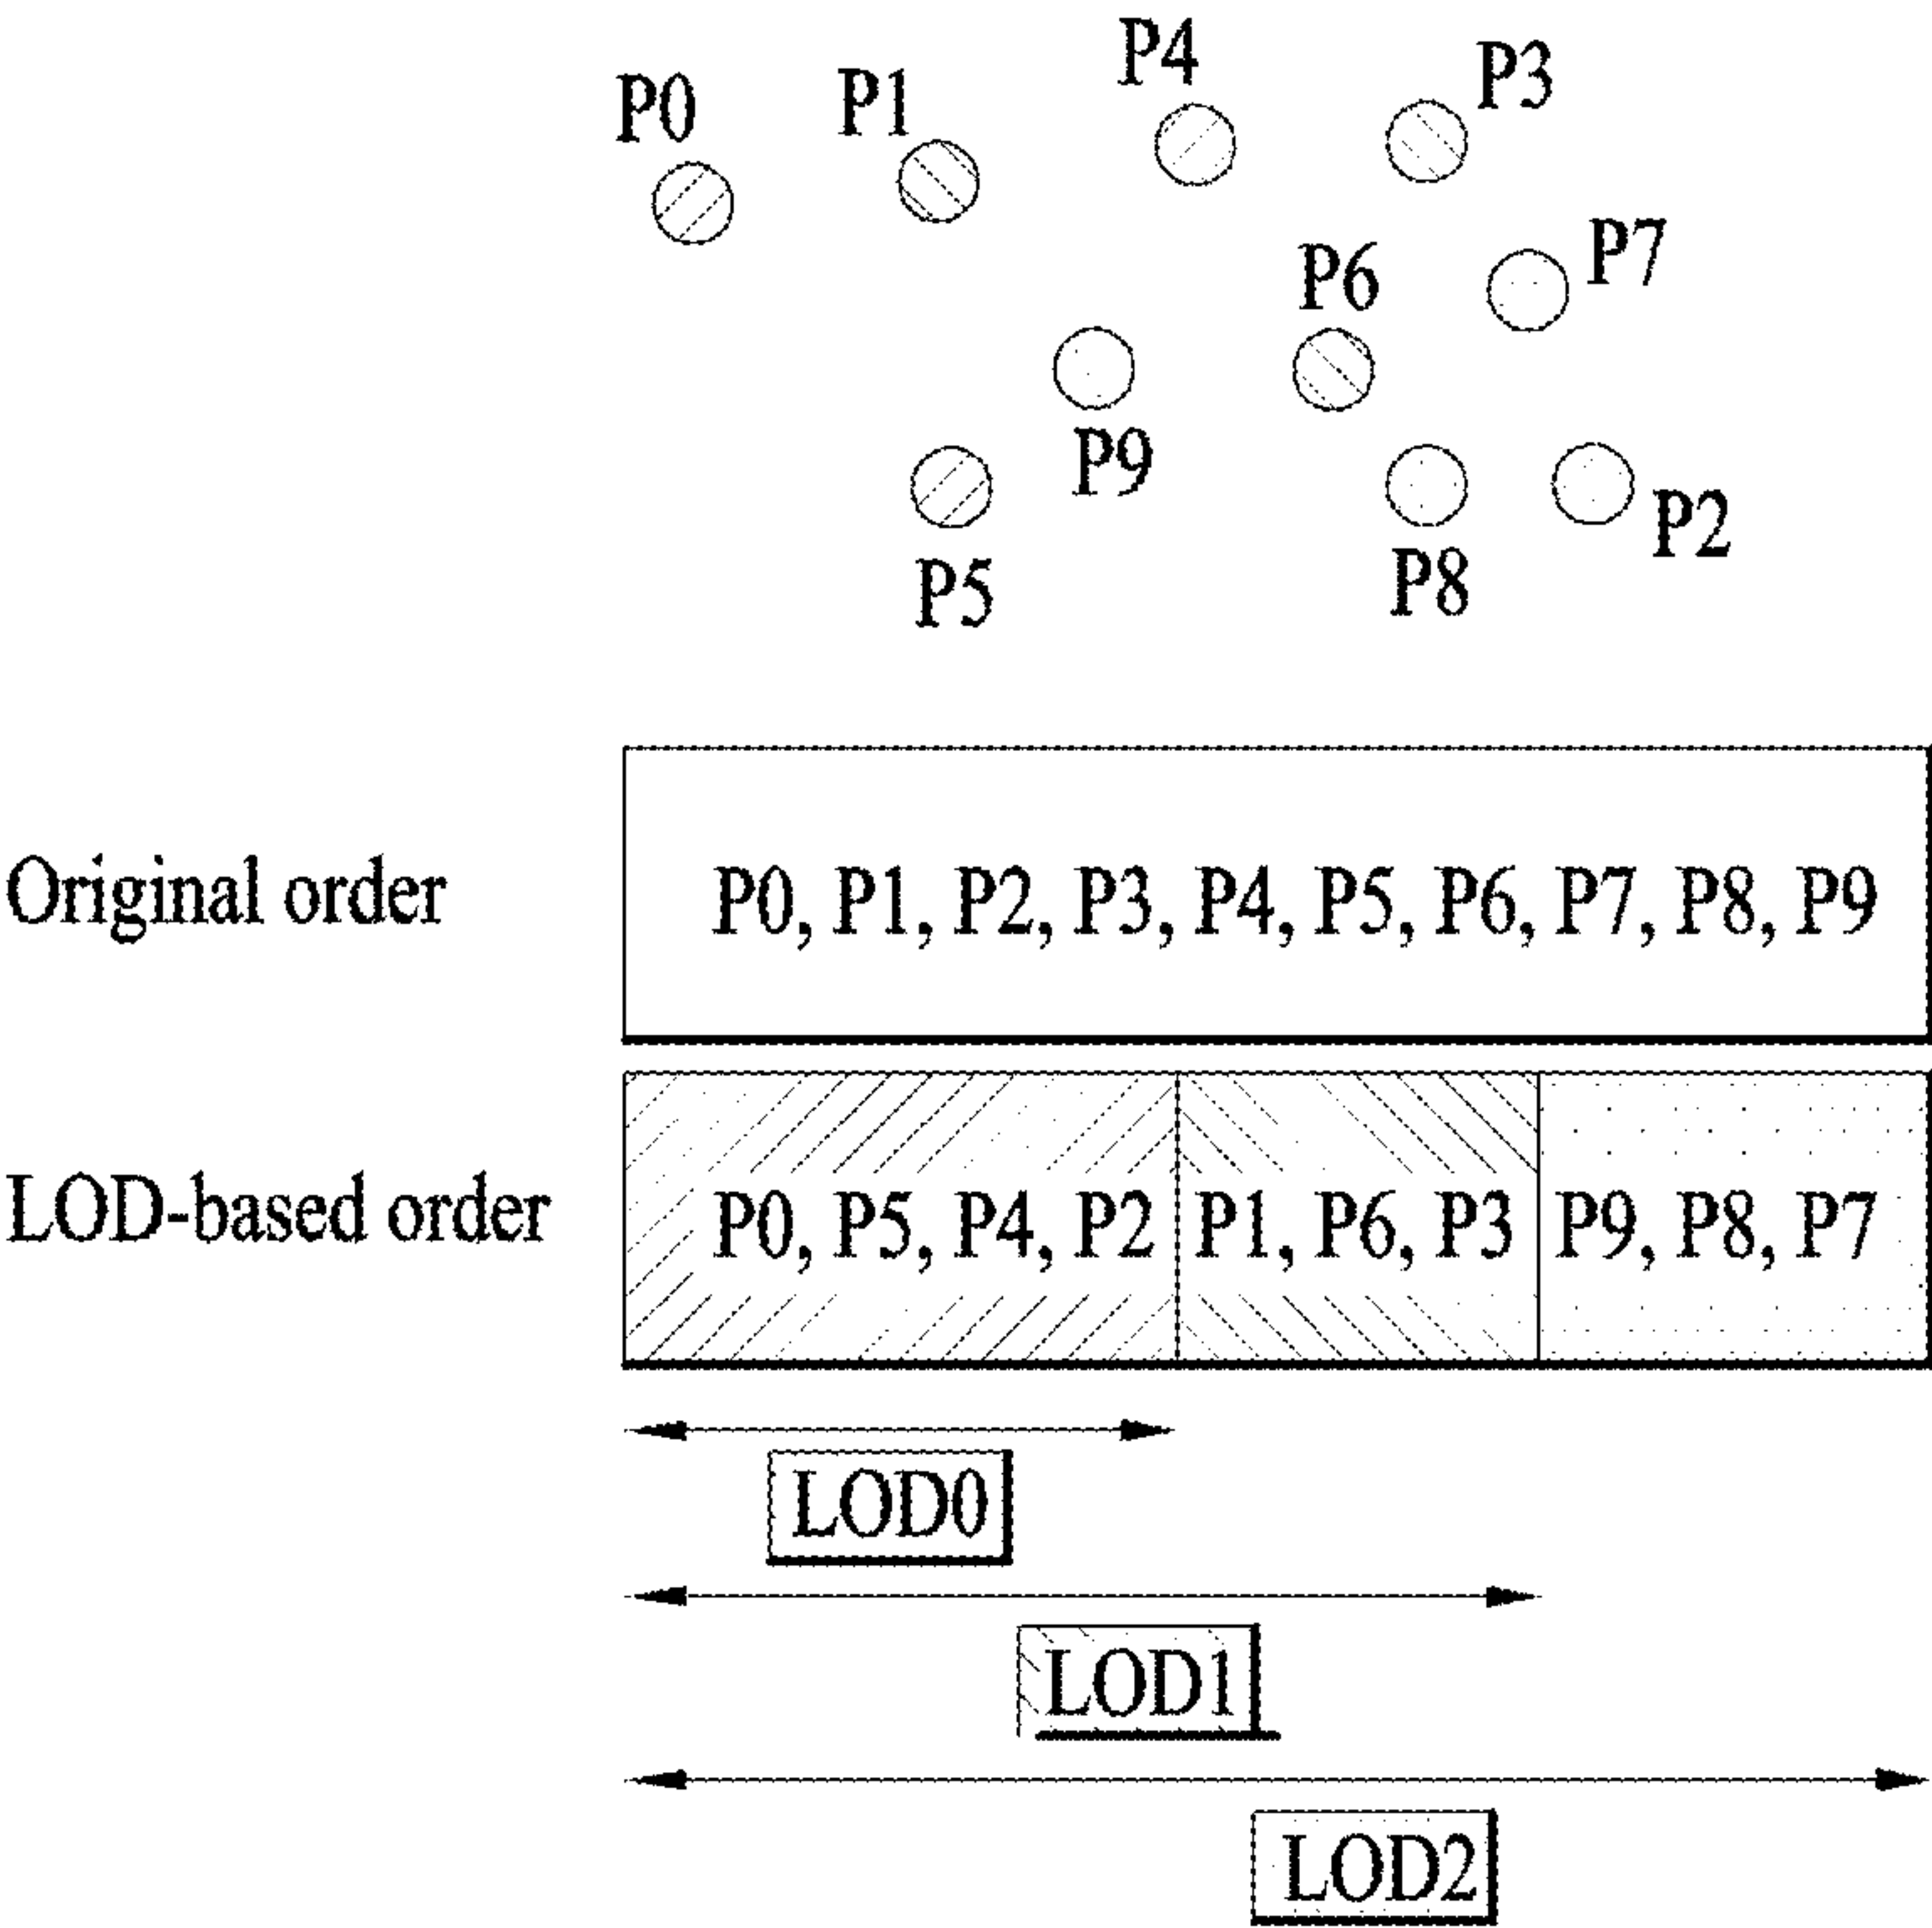 P4
P3
P0
P1
P7
P6
P9
P2
P8
P5
Original order
P0, P1, P2, P3, P4, P5, P6, P7, P8, P9
LOD-based order
P0, P5, P4, P2 P1, P6, P3 P9, P8, P7
LOD0
LOD1
LOD2